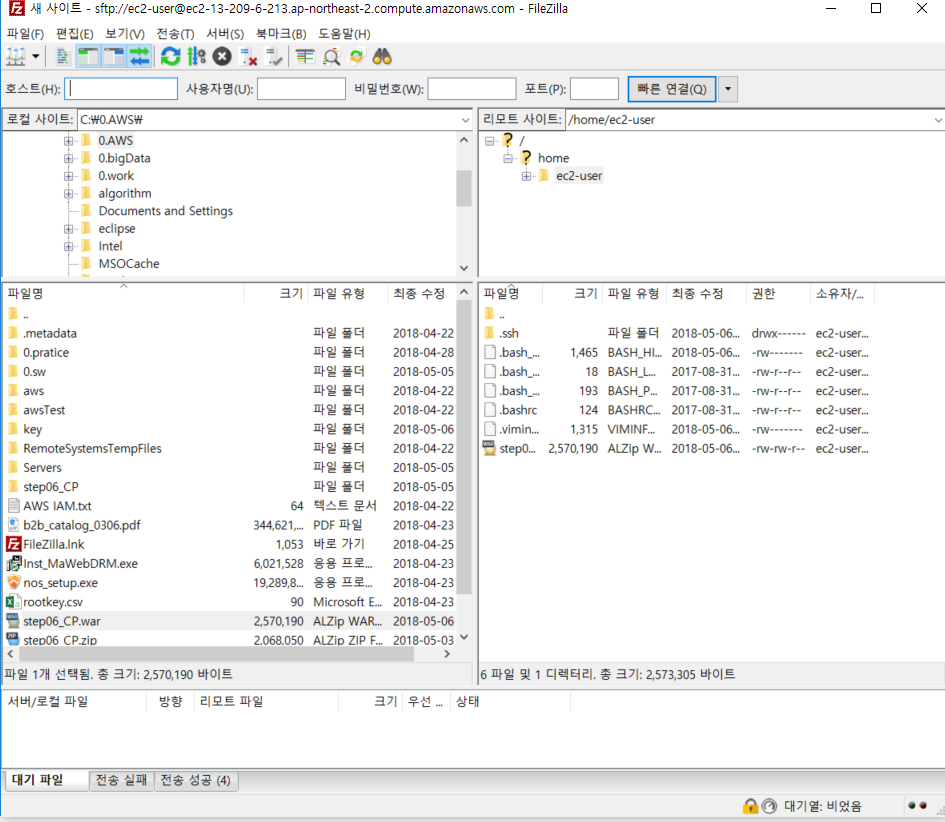 새 사이트 - sftp://ec2-user@ec2-13-209-6-213.ap-northeast-2.compute.amazonaws.com - FileZilla
파일(F) 편집(E) 보기(V) 전송(T) 서버(S) 북마크(B) 도움말(H)
호스트(H): 사용자명(U): 비밀번호(W): 포트(P): 빠른 연결(Q)
로컬 사이트: C:₩0.AWS₩
0.AWS
0.bigData
0.work
algorithm
Documents and Settings
eclipse
Intel
MSOCache
리모트 사이트: /home/ec2-user
/
home
ec2-user
파일명 크기 파일 유형 최종 수정
..
.metadata 파일 폴더 2018-04-22
0.pratice 파일 폴더 2018-04-28
0.sw 파일 폴더 2018-05-05
aws 파일 폴더 2018-04-22
awsTest 파일 폴더 2018-04-22
key 파일 폴더 2018-05-06
RemoteSystemsTempFiles 파일 폴더 2018-04-22
Servers 파일 폴더 2018-05-05
step06_CP 파일 폴더 2018-05-05
AWS IAM.txt 64 텍스트 문서 2018-04-22
b2b_catalog_0306.pdf 344,621,... PDF 파일 2018-04-23
FileZilla.lnk 1,053 바로 가기 2018-04-25
Inst_MaWebDRM.exe 6,021,528 응용 프로... 2018-04-23
nos_setup.exe 19,289,8... 응용 프로... 2018-04-23
rootkey.csv 90 Microsoft E... 2018-04-23
step06_CP.war 2,570,190 ALZip WAR... 2018-05-06
step06_CP.zip 2,068,050 ALZip ZIP F... 2018-05-03
파일 1개 선택됨. 총 크기: 2,570,190 바이트
파일명 크기 파일 유형 최종 수정 권한 소유자/...
..
.ssh 파일 폴더 2018-05-06... drwx------ ec2-user...
.bash_... 1,465 BASH_HI... 2018-05-06... -rw------- ec2-user...
.bash_... 18 BASH_L... 2017-08-31... -rw-r--r-- ec2-user...
.bash_... 193 BASH_P... 2017-08-31... -rw-r--r-- ec2-user...
.bashrc 124 BASHRC... 2017-08-31... -rw-r--r-- ec2-user...
.vimin... 1,315 VIMINF... 2018-05-06... -rw------- ec2-user...
step0... 2,570,190 ALZip W... 2018-05-06... -rw-rw-r-- ec2-user...
6 파일 및 1 디렉터리. 총 크기: 2,573,305 바이트
서버/로컬 파일 방향 리모트 파일 크기 우선 ... 상태
대기 파일 전송 실패 전송 성공 (4)
대기열: 비었음